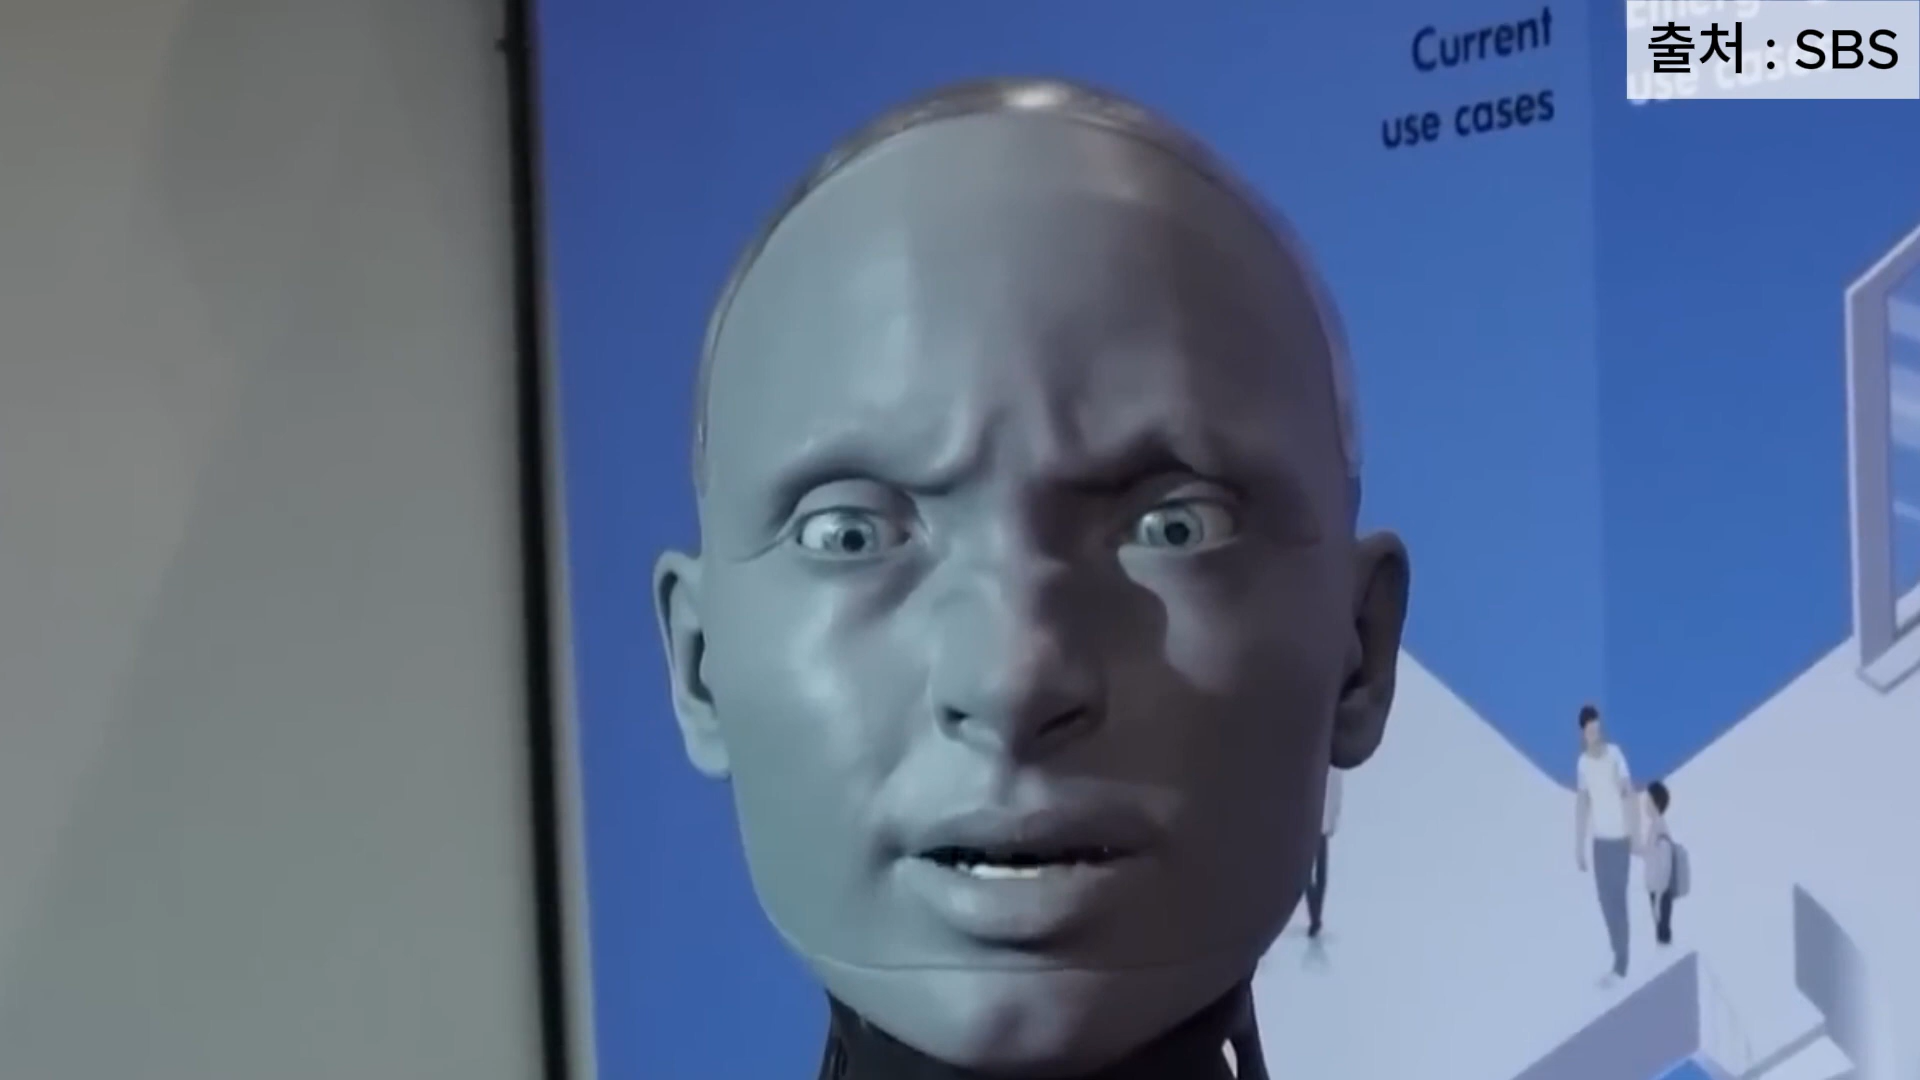 Current
use cases
출처 : SBS